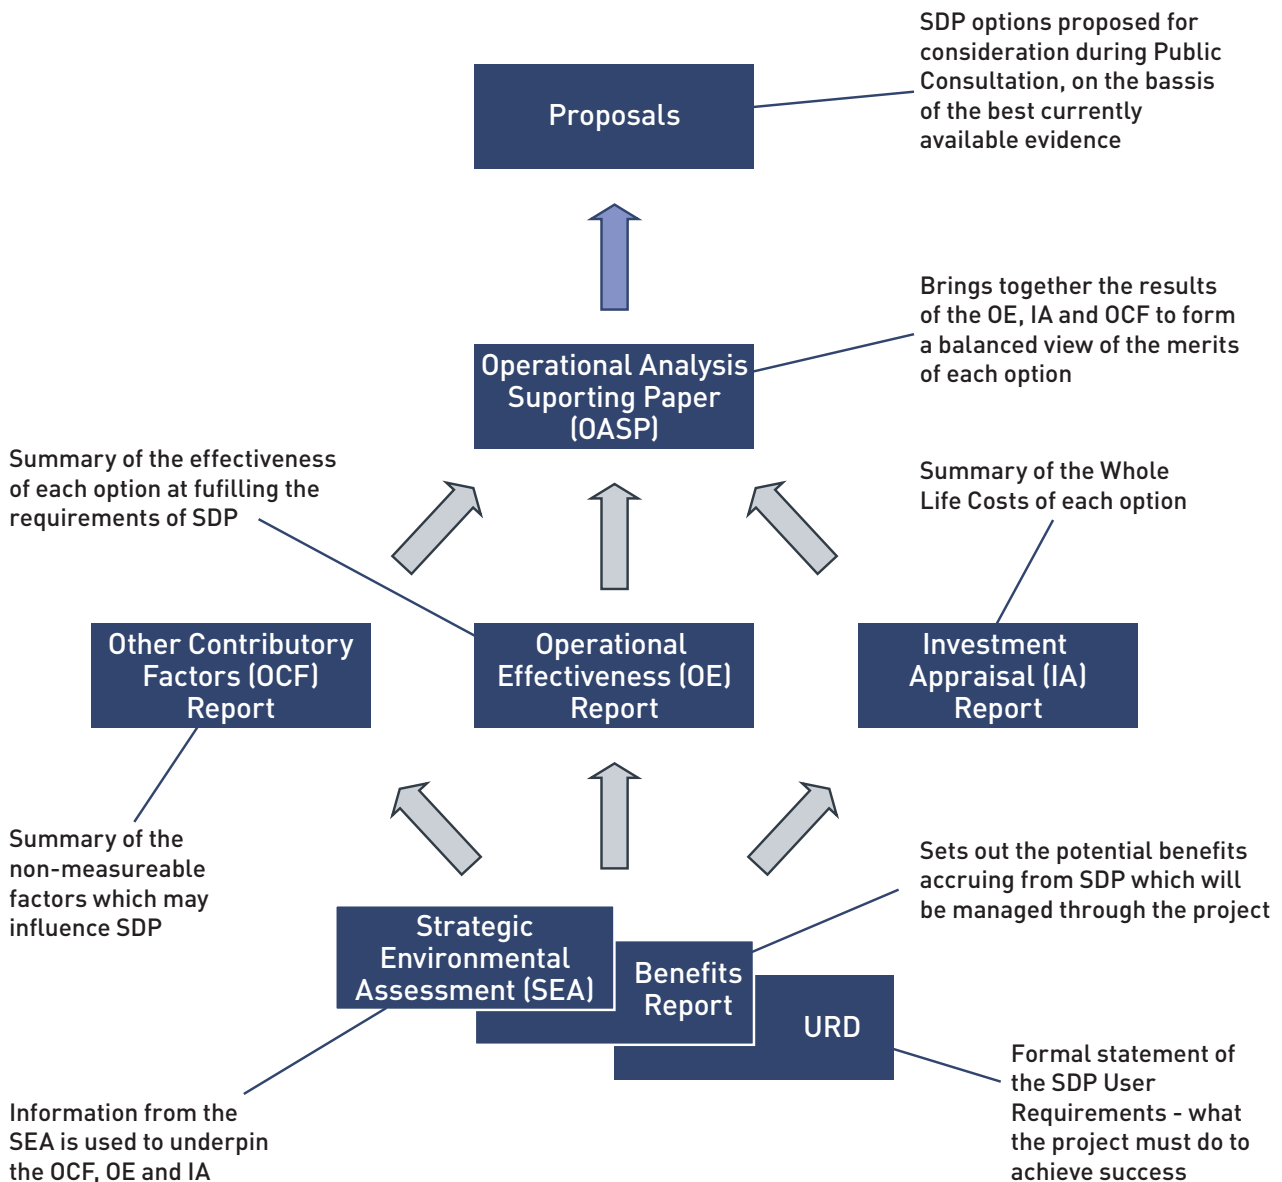 SDP options proposed for
consideration during Public
Consultation, on the bassis
of the best currently
available evidence
Proposals
Brings together the results
of the OE, IA and OCF to form
a balanced view of the merits
of each option
Operational Analysis
Suporting Paper
(OASP)
Summary of the effectiveness
of each option at fufilling the
requirements of SDP
Summary of the Whole
Life Costs of each option
Other Contributory
Factors (OCF)
Report
Operational
Effectiveness (OE)
Report
Investment
Appraisal (IA)
Report
Summary of the
non-measureable
factors which may
influence SDP
Sets out the potential benefits
accruing from SDP which will
be managed through the project
Strategic
Environmental
Assessment (SEA)
Benefits
Report
URD
Formal statement of
the SDP User
Requirements - what
the project must do to
achieve success
Information from the
SEA is used to underpin
the OCF, OE and IA